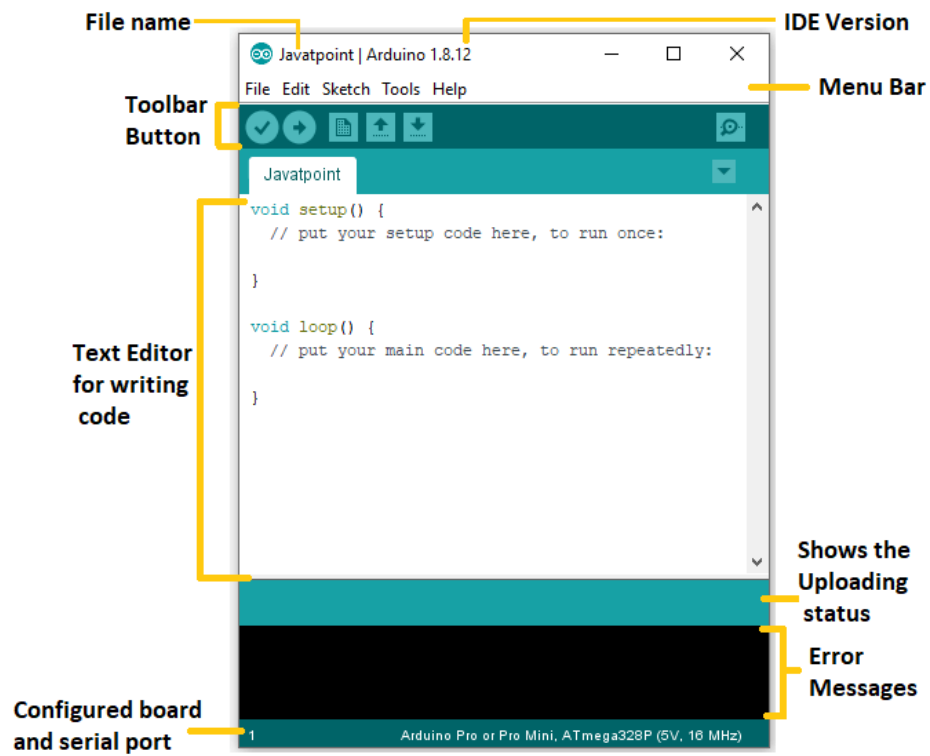 File name
IDE Version
Javatpoint | Arduino 1.8.12
File Edit Sketch Tools Help
Menu Bar
Toolbar
Button
Javatpoint
void setup() {
  // put your setup code here, to run once:
}
void loop() {
  // put your main code here, to run repeatedly:
}
Text Editor
for writing
code
Shows the
Uploading
status
Error
Messages
Configured board
and serial port
1
Arduino Pro or Pro Mini, ATmega328P (5V, 16 MHz)